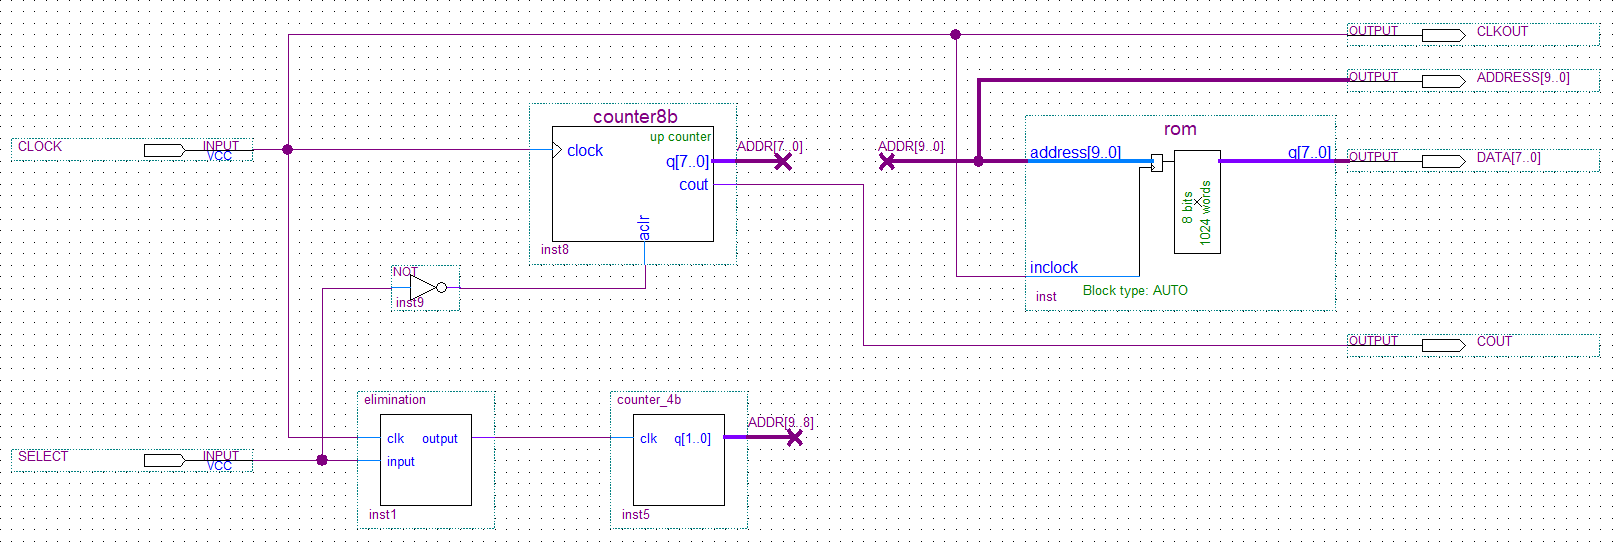 OUTPUT CLKOUT
OUTPUT ADDRESS[9..0]
counter8b
up counter
clock
q[7..0]
cout
aclr
inst8
ADDR[7..0]
ADDR[9..0]
rom
address[9..0]
q[7..0]
8 bits
×
1024 words
inclock
inst
Block type: AUTO
OUTPUT DATA[7..0]
CLOCK
INPUT
VCC
NOT
inst9
OUTPUT COUT
elimination
clk output
input
inst1
counter_4b
clk q[1..0]
inst5
ADDR[9..8]
SELECT
INPUT
VCC